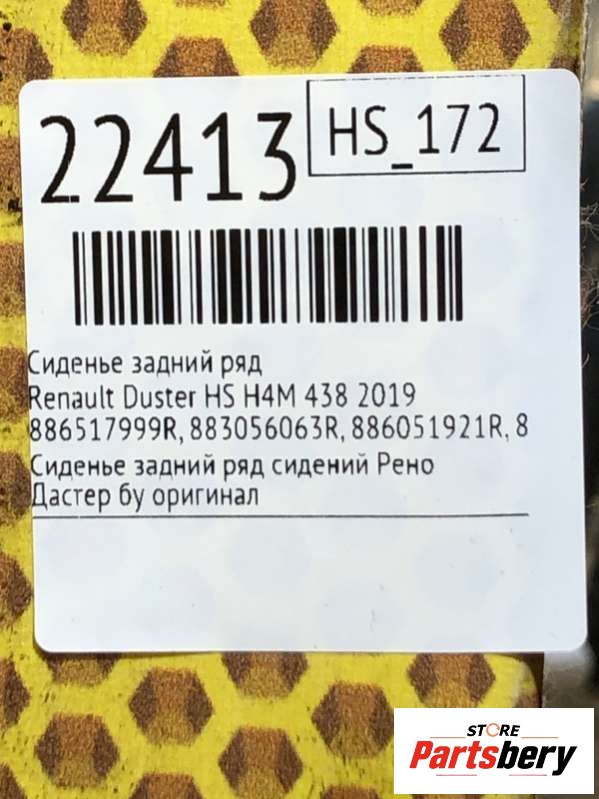 22413
HS_172
Сиденье задний ряд
Renault Duster HS H4M 438 2019
886517999R, 883056063R, 886051921R, 8
Сиденье задний ряд сидений Рено
Дастер бу оригинал
STORE
Partsbery